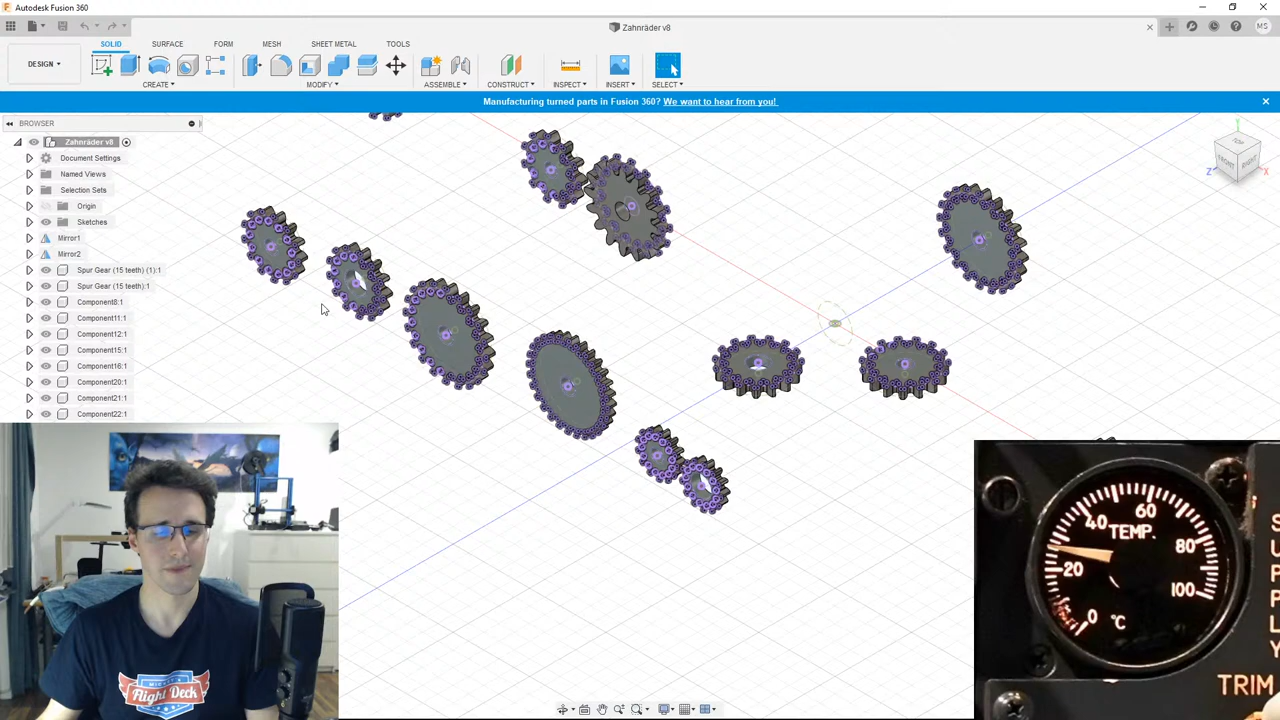 Autodesk Fusion 360
Zahnräder v8
MS
DESIGN
SOLID
SURFACE
FORM
MESH
SHEET METAL
TOOLS
CREATE
MODIFY
ASSEMBLE
CONSTRUCT
INSPECT
INSERT
SELECT
Manufacturing turned parts in Fusion 360? We want to hear from you!
BROWSER
Zahnräder v8
Document Settings
Named Views
Selection Sets
Origin
Sketches
Mirror1
Mirror2
Spur Gear (15 teeth) (1):1
Spur Gear (15 teeth):1
Component8:1
Component11:1
Component12:1
Component15:1
Component16:1
Component20:1
Component21:1
Component22:1
Y
TOP
FRONT
RIGHT
Z
X
Flight Deck
60
40
TEMP.
80
20
100
0 °C
TRIM